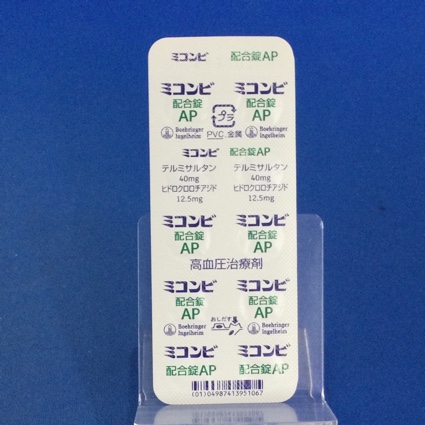 ミコンビ 配合錠AP
ミコンビ ミコンビ
配合錠 配合錠
AP プラ AP
Boehringer Ingelheim PVC,金属 Boehringer Ingelheim
ミコンビ 配合錠AP
テルミサルタン テルミサルタン
40mg 40mg
ヒドロクロロチアジド ヒドロクロロチアジド
12.5mg 12.5mg
ミコンビ ミコンビ
配合錠 配合錠
AP AP
高血圧治療剤
ミコンビ ミコンビ
配合錠 配合錠
AP おしだす AP
Boehringer Ingelheim Boehringer Ingelheim
ミコンビ ミコンビ
配合錠AP 配合錠AP
(01)04987413951067